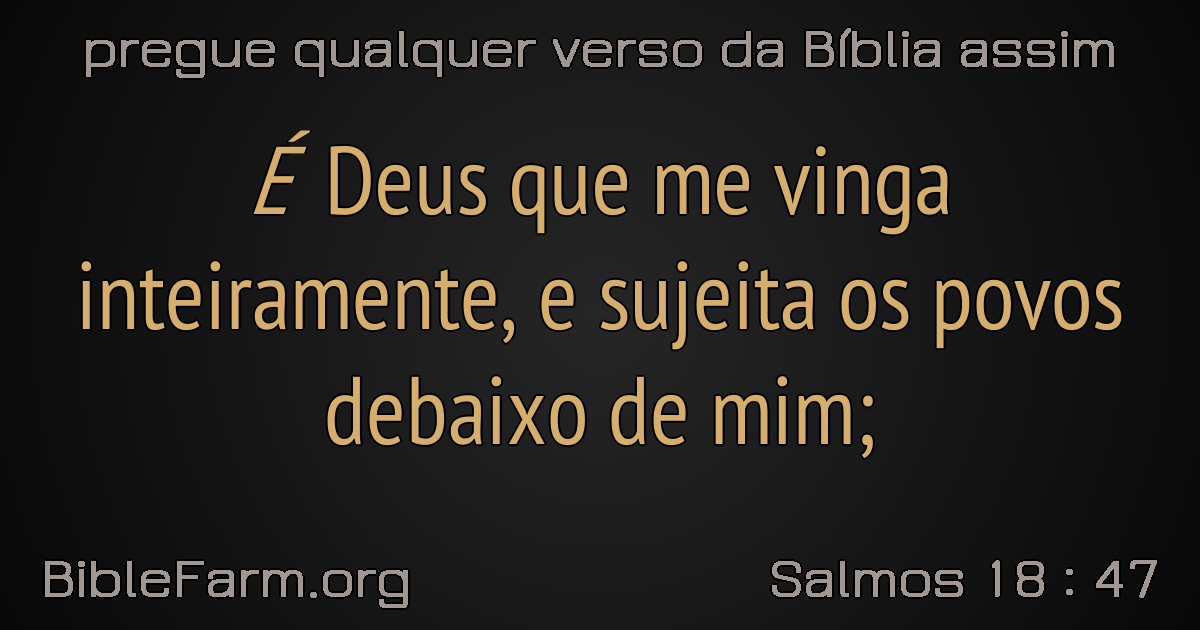 pregue qualquer verso da Bíblia assim
É Deus que me vinga
inteiramente, e sujeita os povos
debaixo de mim;
BibleFarm.org
Salmos 18 : 47